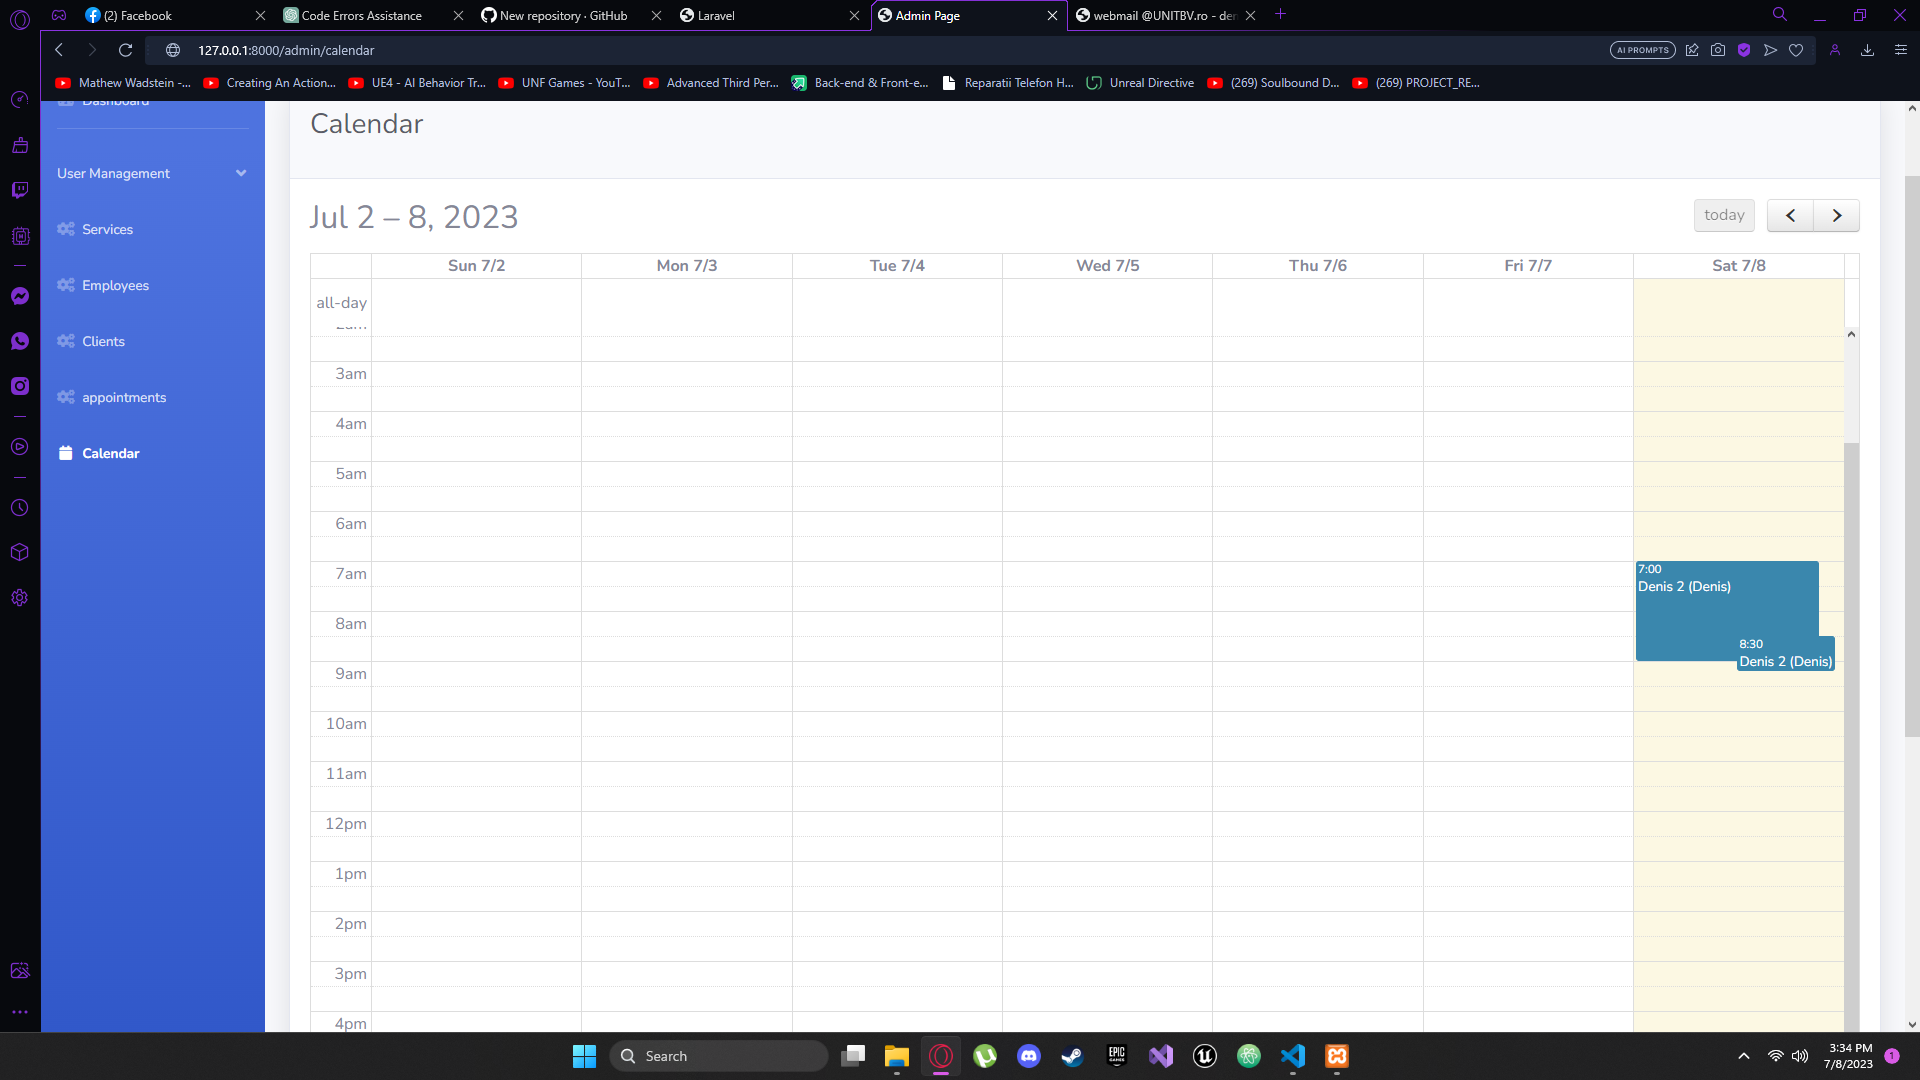 (2) Facebook
Code Errors Assistance
New repository · GitHub
Laravel
Admin Page
webmail @UNITBV.ro - der
127.0.0.1:8000/admin/calendar
AI PROMPTS
Mathew Wadstein -...
Creating An Action...
UE4 - AI Behavior Tr...
UNF Games - YouT...
Advanced Third Per...
Back-end & Front-e...
Reparatii Telefon H...
Unreal Directive
(269) Soulbound D...
(269) PROJECT_RE...
Dashboard
User Management
Services
Employees
Clients
appointments
Calendar
Calendar
Jul 2 – 8, 2023
today
Sun 7/2
Mon 7/3
Tue 7/4
Wed 7/5
Thu 7/6
Fri 7/7
Sat 7/8
all-day
2am
3am
4am
5am
6am
7am
8am
9am
10am
11am
12pm
1pm
2pm
3pm
4pm
7:00
Denis 2 (Denis)
8:30
Denis 2 (Denis)
Search
EPIC
GAMES
3:34 PM
7/8/2023
1